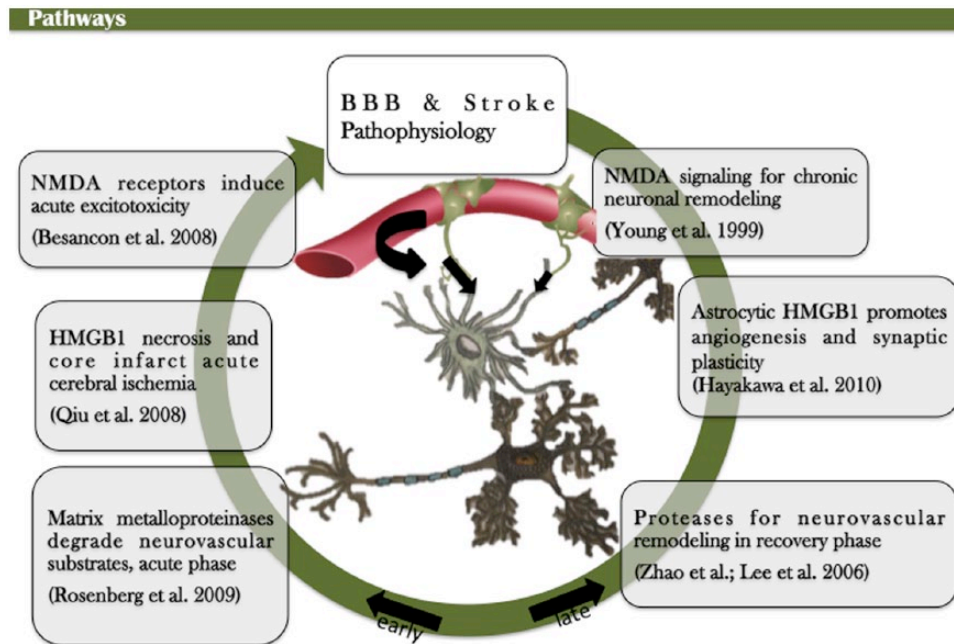 Pathways
BBB & Stroke
Pathophysiology
NMDA receptors induce
acute excitotoxicity
(Besancon et al. 2008)
NMDA signaling for chronic
neuronal remodeling
(Young et al. 1999)
HMGB1 necrosis and
core infarct acute
cerebral ischemia
(Qiu et al. 2008)
Astrocytic HMGB1 promotes
angiogenesis and synaptic
plasticity
(Hayakawa et al. 2010)
Matrix metalloproteinases
degrade neurovascular
substrates, acute phase
(Rosenberg et al. 2009)
Proteases for neurovascular
remodeling in recovery phase
(Zhao et al.; Lee et al. 2006)
early
late